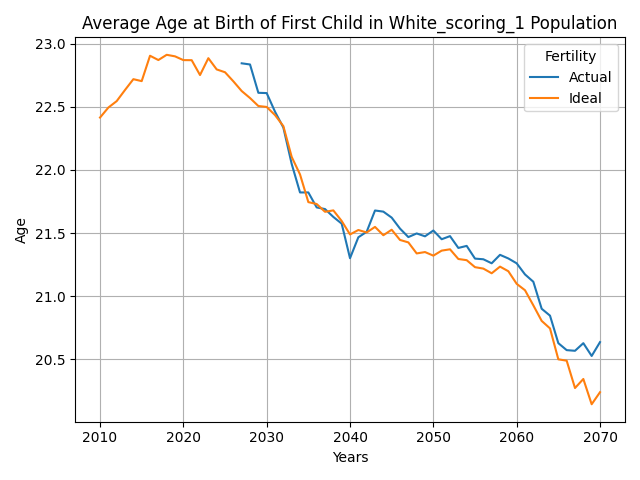 Average Age at Birth of First Child in White_scoring_1 Population
Fertility
Actual
Ideal
Age
23.0
22.5
22.0
21.5
21.0
20.5
2010 2020 2030 2040 2050 2060 2070
Years